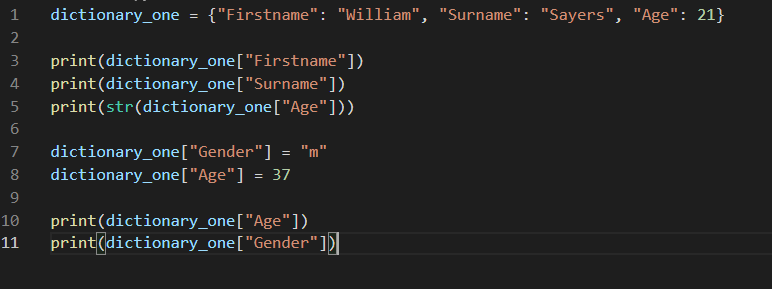 1 dictionary_one = {"Firstname": "William", "Surname": "Sayers", "Age": 21}
2
3 print(dictionary_one["Firstname"])
4 print(dictionary_one["Surname"])
5 print(str(dictionary_one["Age"]))
6
7 dictionary_one["Gender"] = "m"
8 dictionary_one["Age"] = 37
9
10 print(dictionary_one["Age"])
11 print(dictionary_one["Gender"])